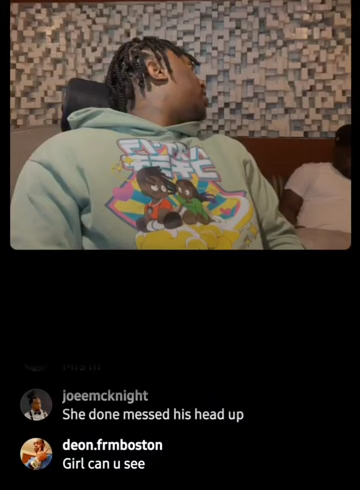 joeemcknight
She done messed his head up
deon.frmboston
Girl can u see